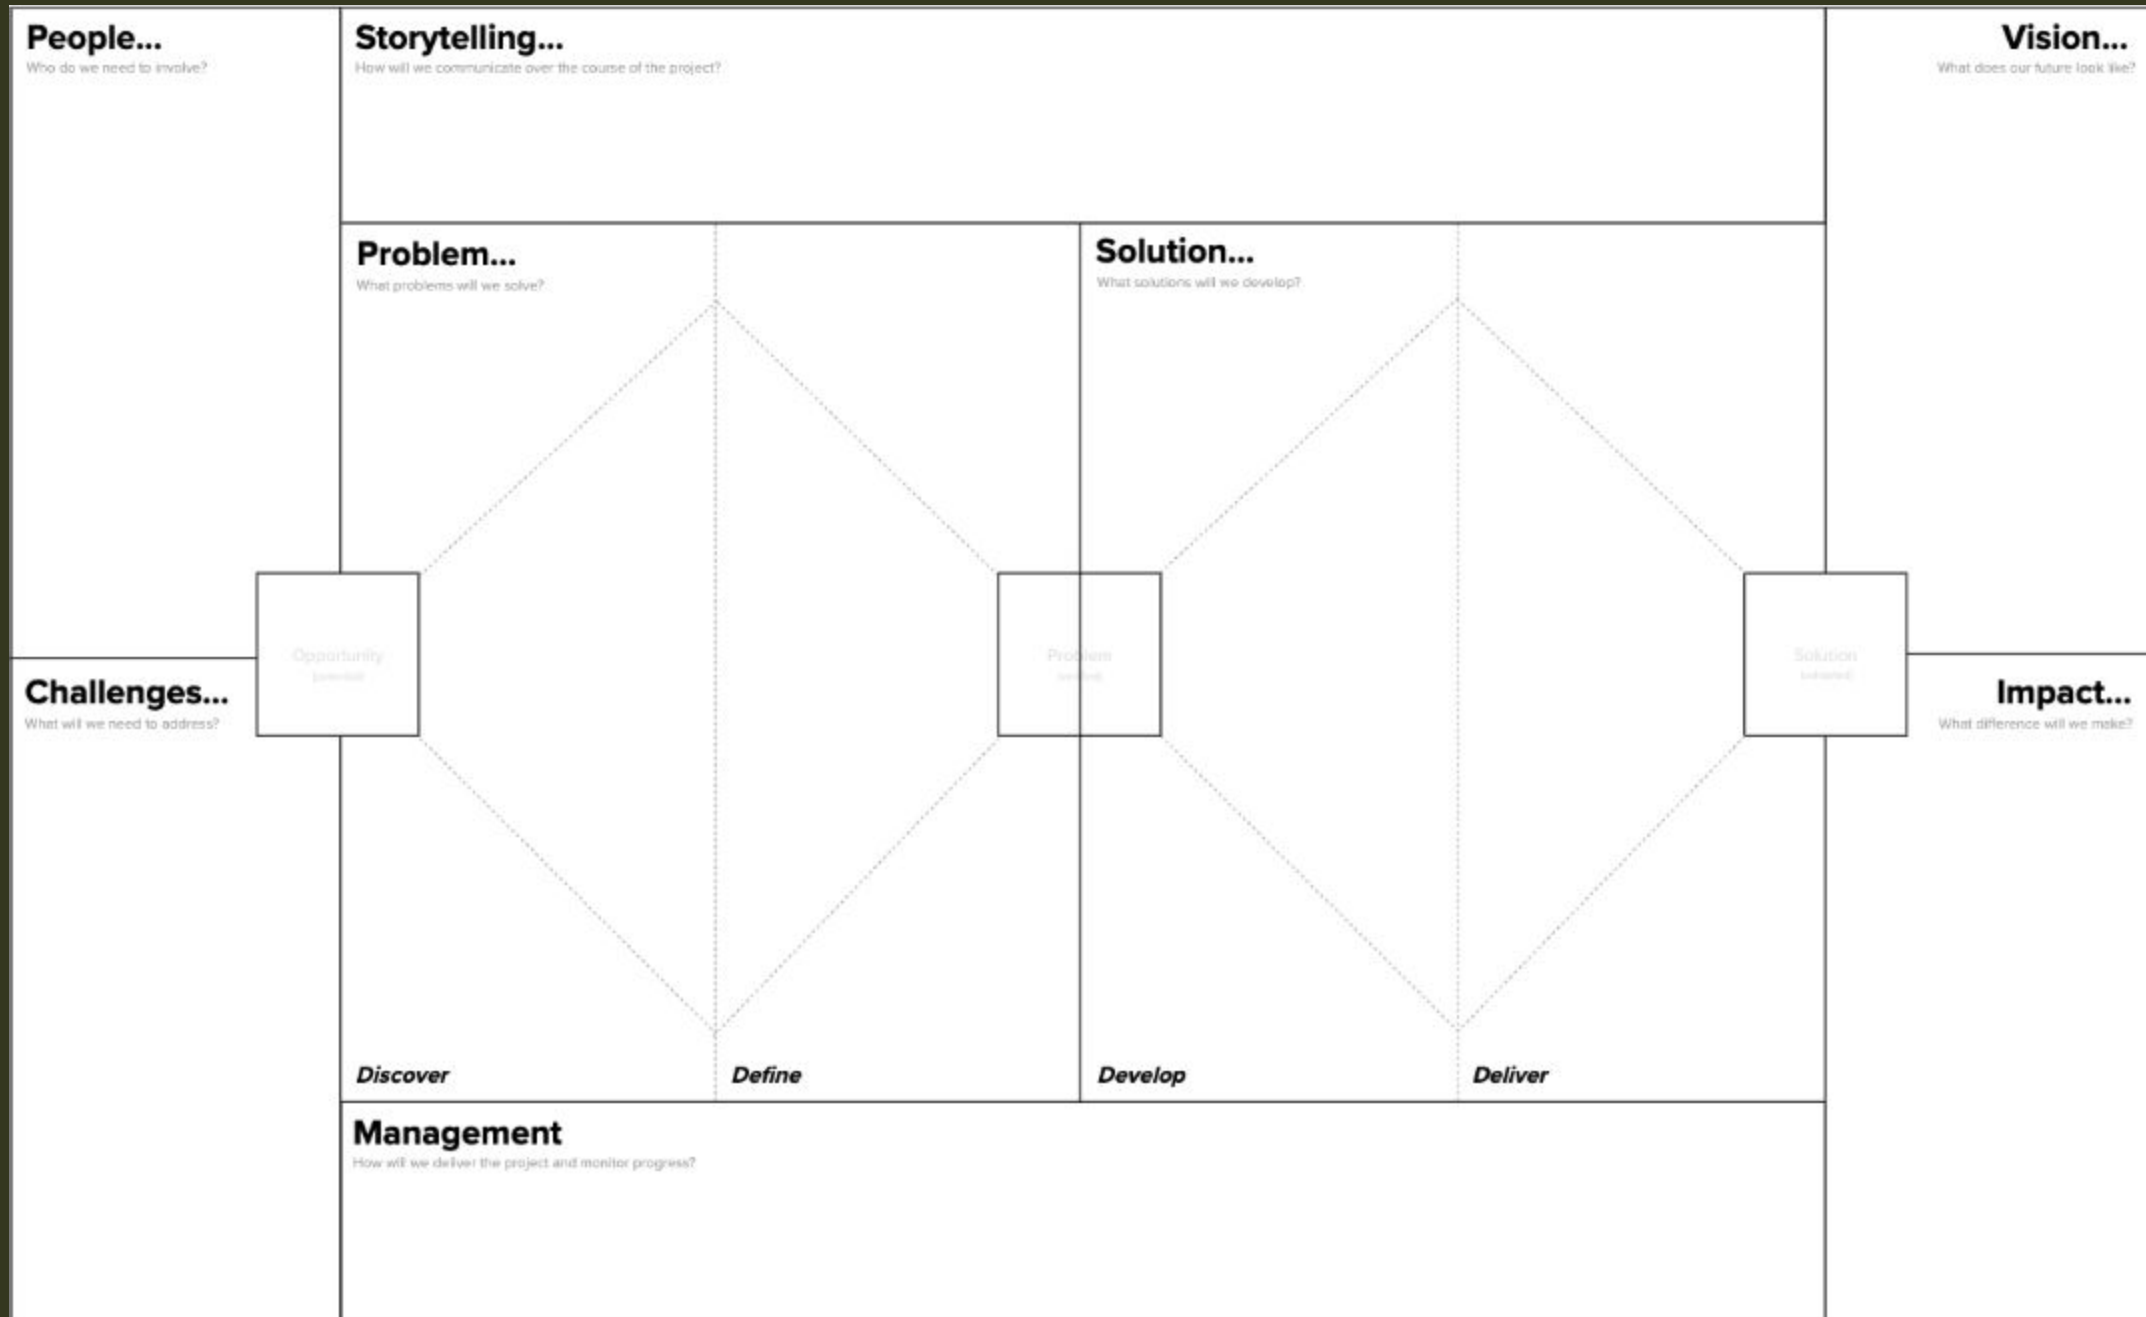 People...
Who do we need to involve?
Storytelling...
How will we communicate over the course of the project?
Vision...
What does our future look like?
Problem...
What problems will we solve?
Solution...
What solutions will we develop?
Opportunity
Problem
Solution
Challenges...
What will we need to address?
Impact...
What difference will we make?
Discover
Define
Develop
Deliver
Management
How will we deliver the project and monitor progress?